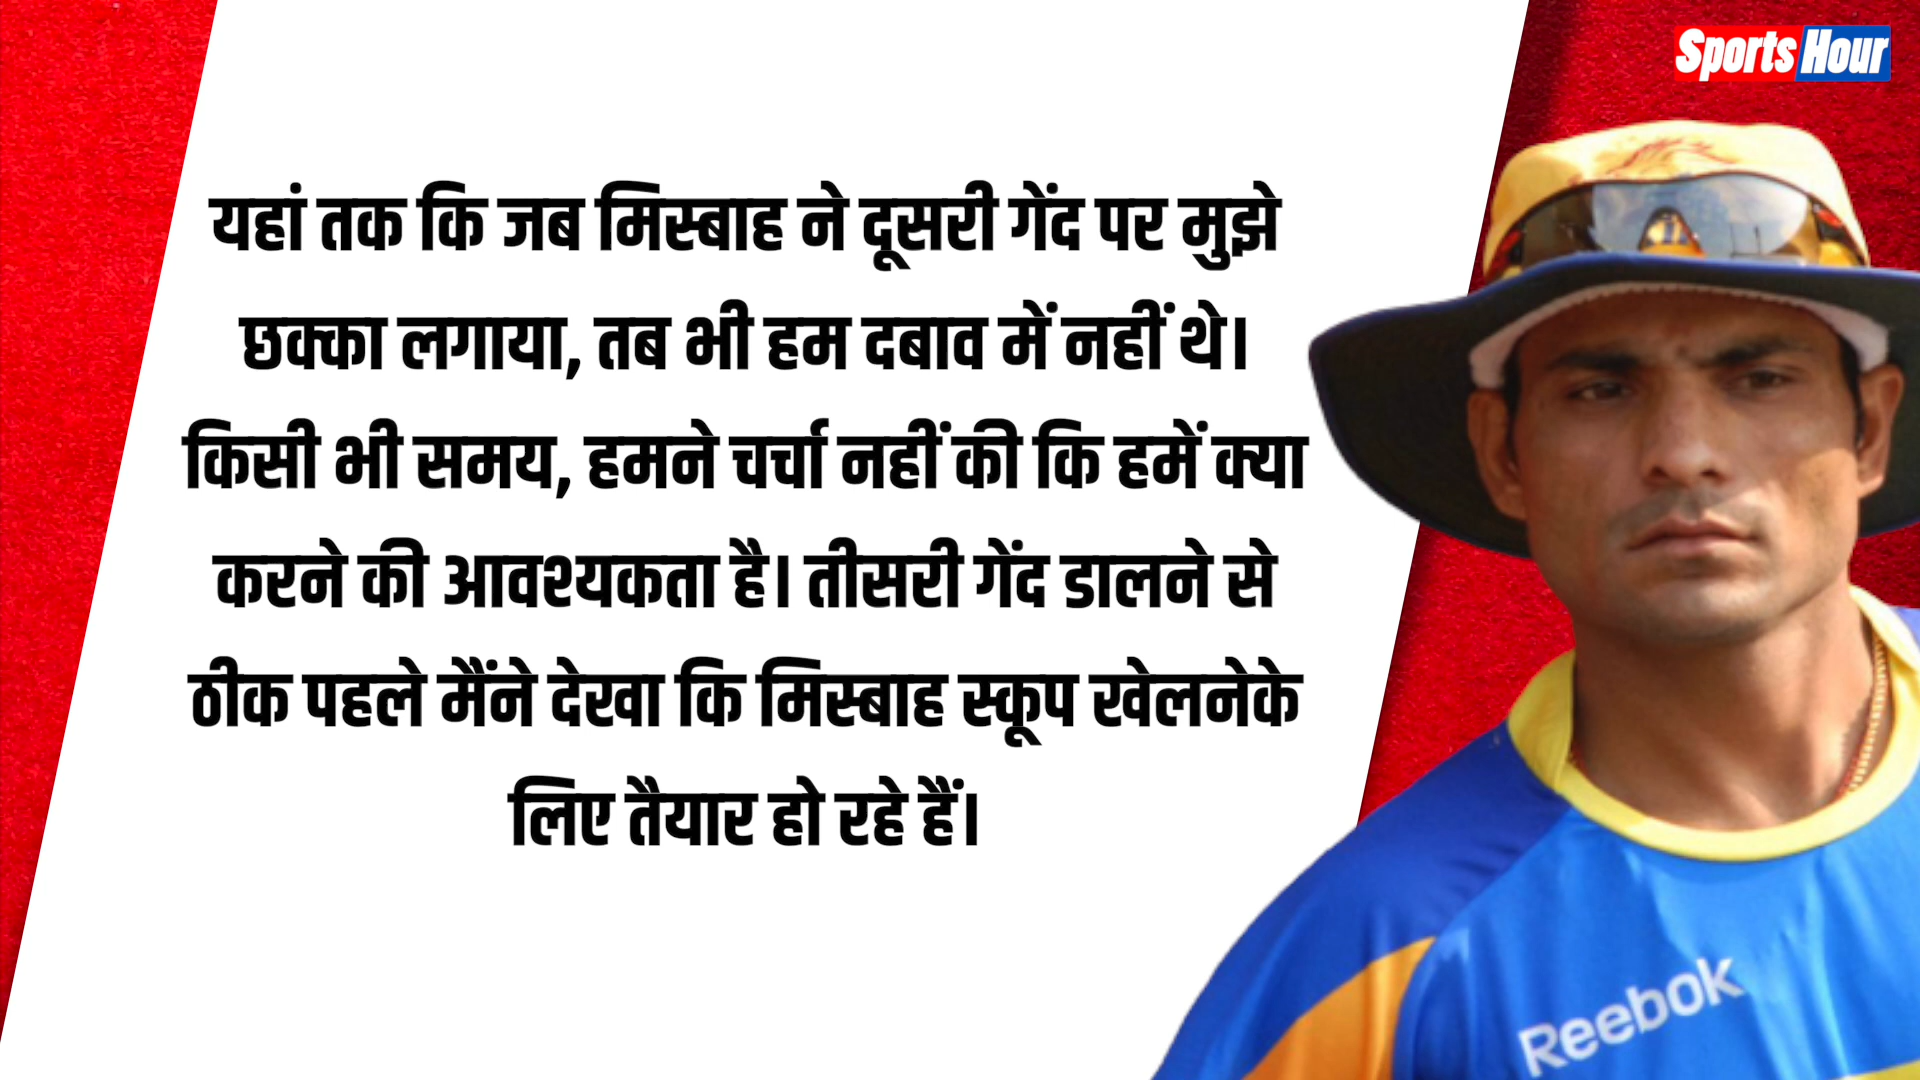 Sports Hour
यहां तक कि जब मिस्बाह ने दूसरी गेंद पर मुझे
छक्का लगाया, तब भी हम दबाव में नहीं थे।
किसी भी समय, हमने चर्चा नहीं की कि हमें क्या
करने की आवश्यकता है। तीसरी गेंद डालने से
ठीक पहले मैंने देखा कि मिस्बाह स्कूप खेलनेके
लिए तैयार हो रहे हैं।
Reebok